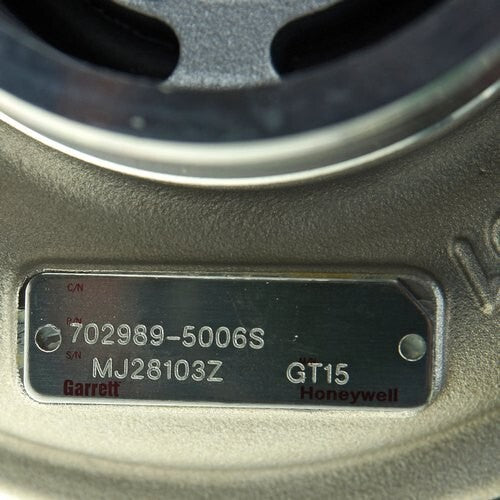 C/N
P/N
702989-5006S
S/N
MJ28103Z GT15
Garrett Honeywell